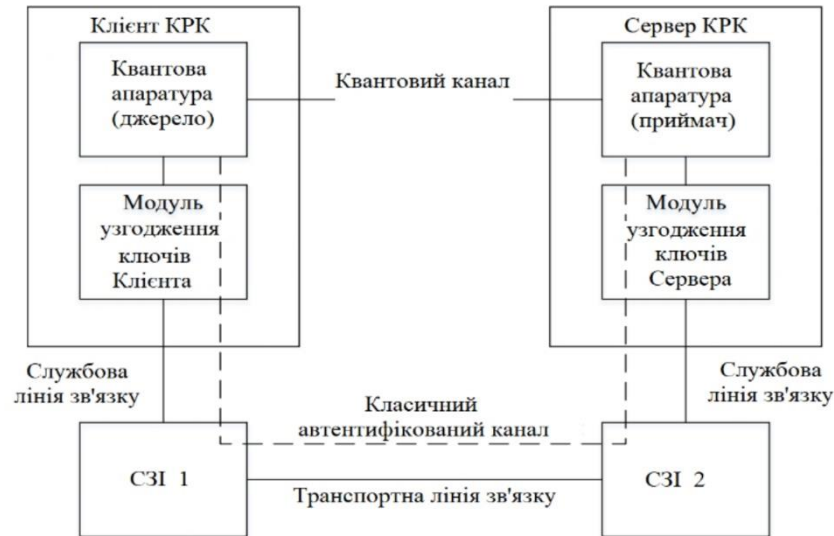 Клієнт КРК
Квантова
апаратура
(джерело)
Модуль
узгодження
ключів
Клієнта
Квантовий канал
Сервер КРК
Квантова
апаратура
(приймач)
Модуль
узгодження
ключів
Сервера
Службова
лінія зв'язку
Класичний
автентифікований канал
Службова
лінія зв'язку
СЗІ 1
Транспортна лінія зв'язку
СЗІ 2